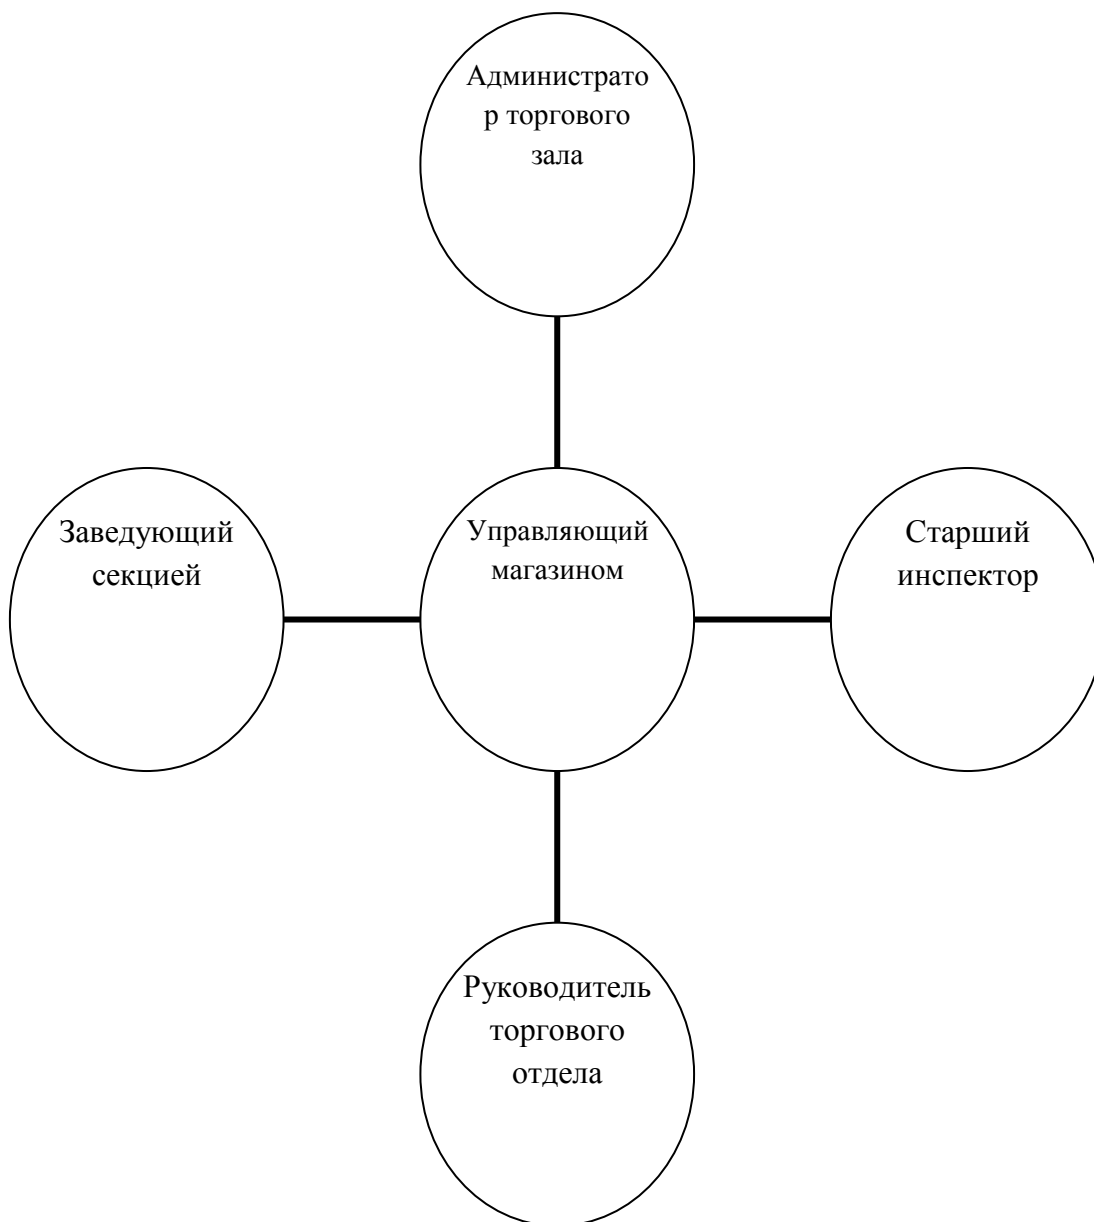 Администрато
р торгового
зала
Заведующий
секцией
Управляющий
магазином
Старший
инспектор
Руководитель
торгового
отдела